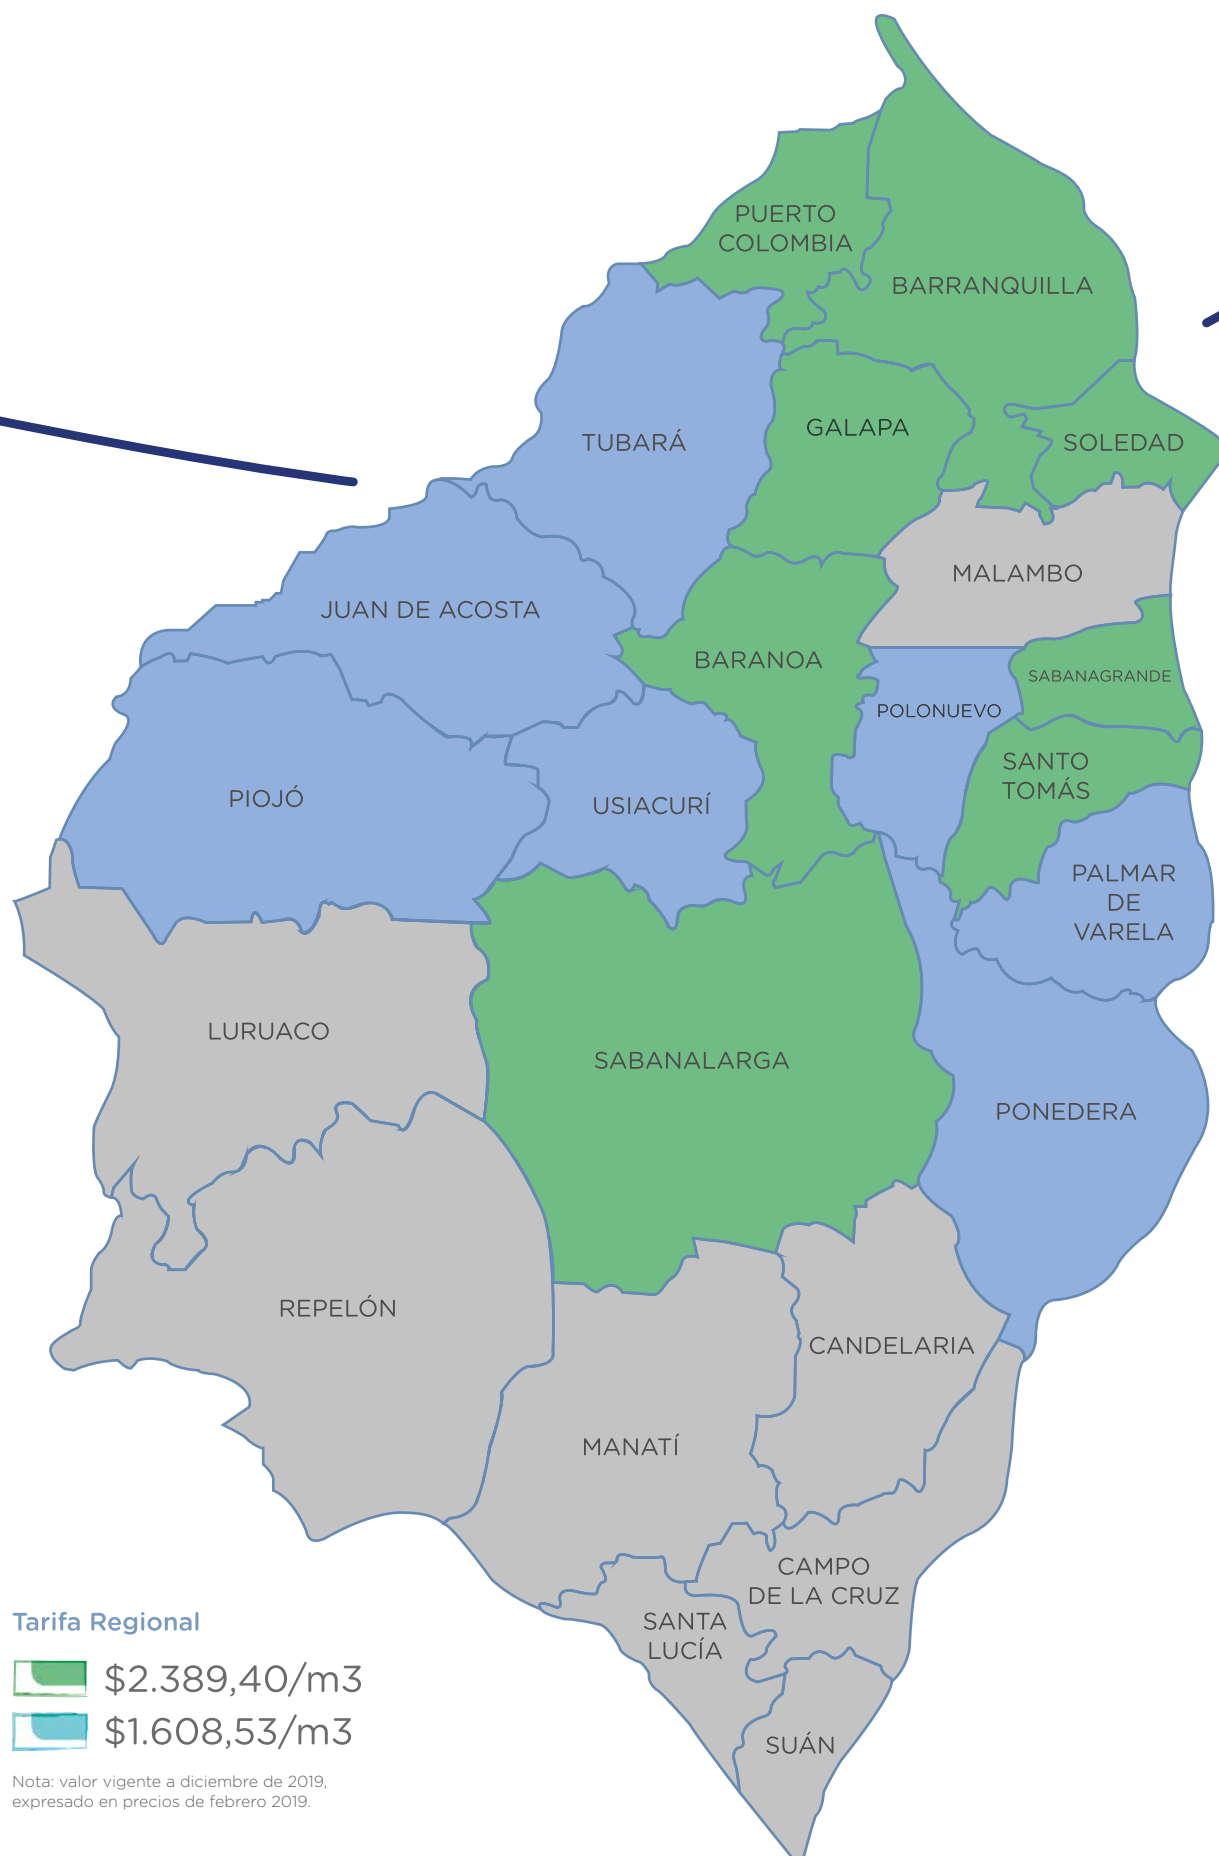 PUERTO
COLOMBIA
BARRANQUILLA
TUBARÁ
GALAPA
SOLEDAD
MALAMBO
JUAN DE ACOSTA
BARANOA
SABANAGRANDE
POLONUEVO
SANTO
TOMÁS
PIOJÓ
USIACURÍ
PALMAR
DE
VARELA
LURUACO
SABANALARGA
PONEDERA
REPELÓN
CANDELARIA
MANATÍ
CAMPO
DE LA CRUZ
SANTA
LUCÍA
SUÁN
Tarifa Regional
$2.389,40/m3
$1.608,53/m3
Nota: valor vigente a diciembre de 2019,
expresado en precios de febrero 2019.